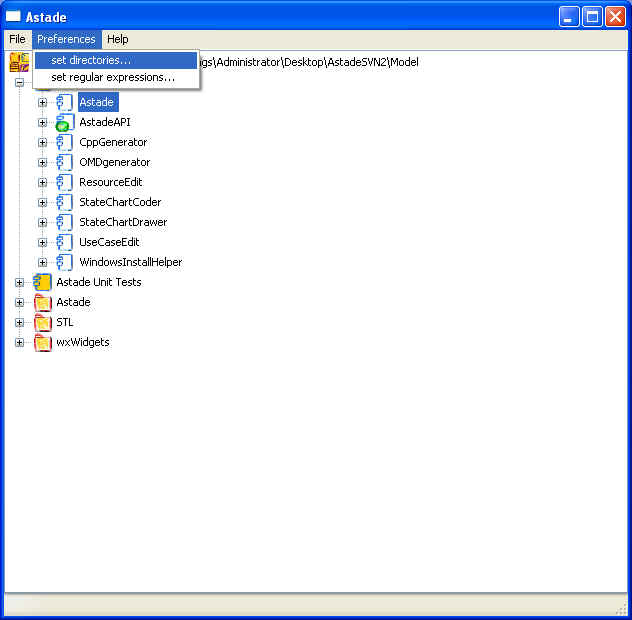 Astade
File Preferences Help
set directories...
gs\Administrator\Desktop\AstadeSVN2\Model
set regular expressions...
Astade
AstadeAPI
CppGenerator
OMDgenerator
ResourceEdit
StateChartCoder
StateChartDrawer
UseCaseEdit
WindowsInstallHelper
Astade Unit Tests
Astade
STL
wxWidgets